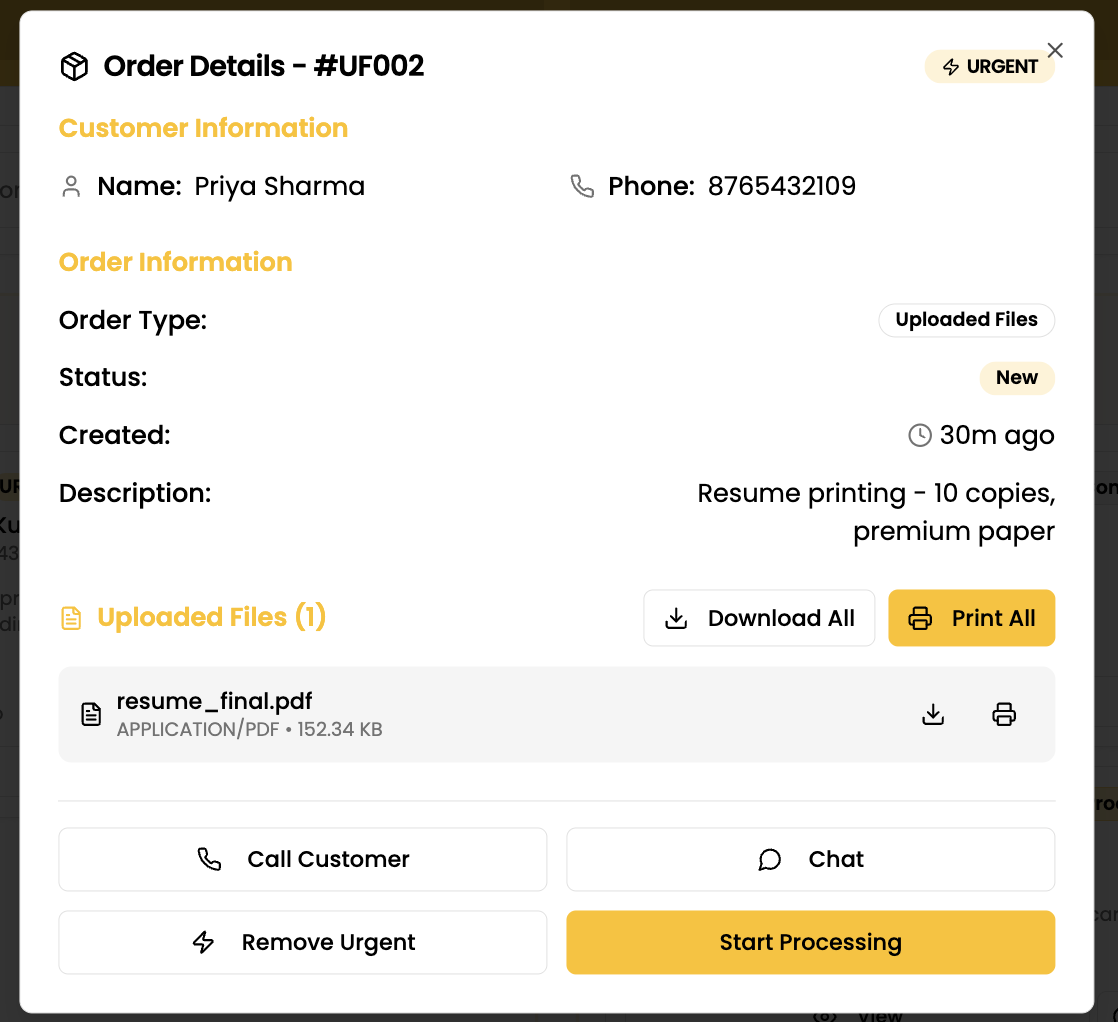 Order Details - #UF002
URGENT
Customer Information
Name: Priya Sharma
Phone: 8765432109
Order Information
Order Type: Uploaded Files
Status: New
Created: 30m ago
Description: Resume printing - 10 copies,
premium paper
Uploaded Files (1)
Download All
Print All
resume_final.pdf
APPLICATION/PDF • 152.34 KB
Call Customer
Chat
Remove Urgent
Start Processing
View